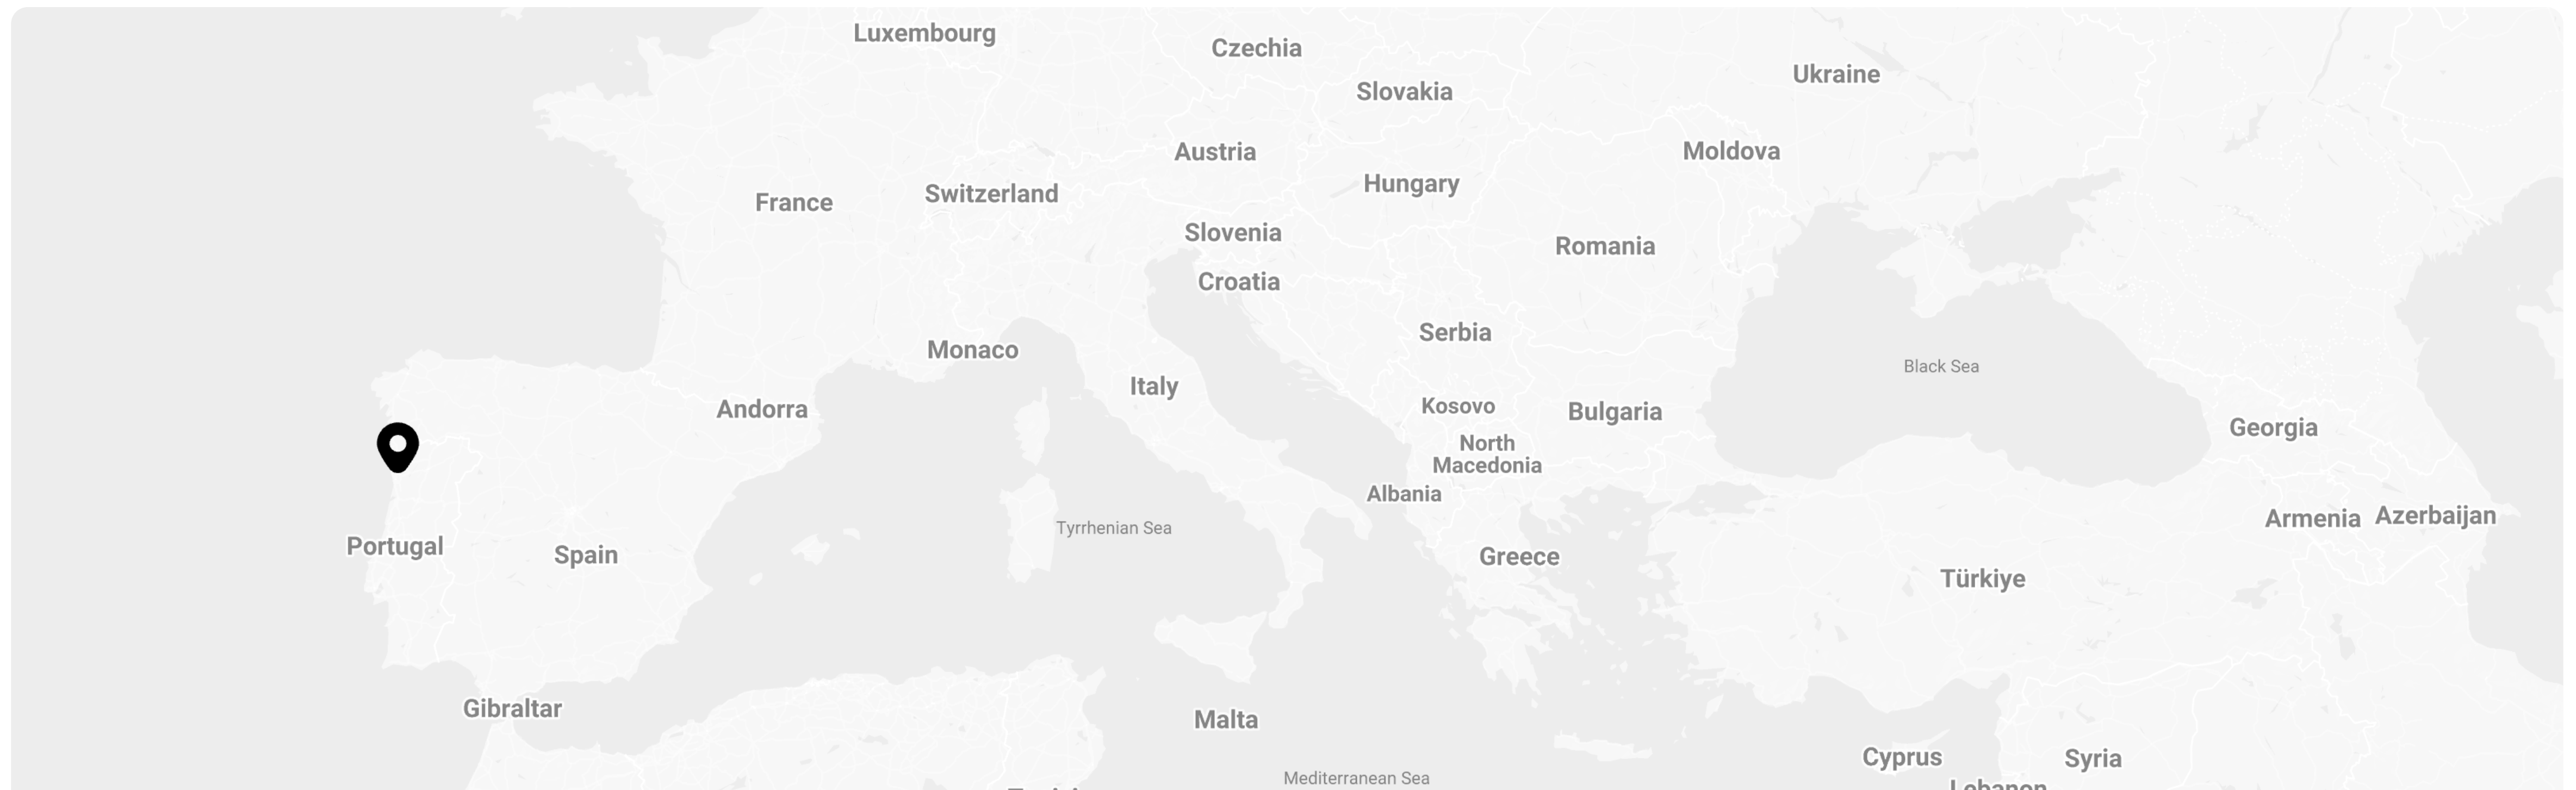 Luxembourg
Czechia
Ukraine
Slovakia
Austria
Moldova
Hungary
Switzerland
France
Slovenia
Romania
Croatia
Serbia
Monaco
Black Sea
Italy
Kosovo
Andorra
Bulgaria
Georgia
North
Macedonia
Albania
Azerbaijan
Armenia
Tyrrhenian Sea
Portugal
Spain
Greece
Türkiye
Gibraltar
Malta
Cyprus
Syria
Mediterranean Sea
Lebanon